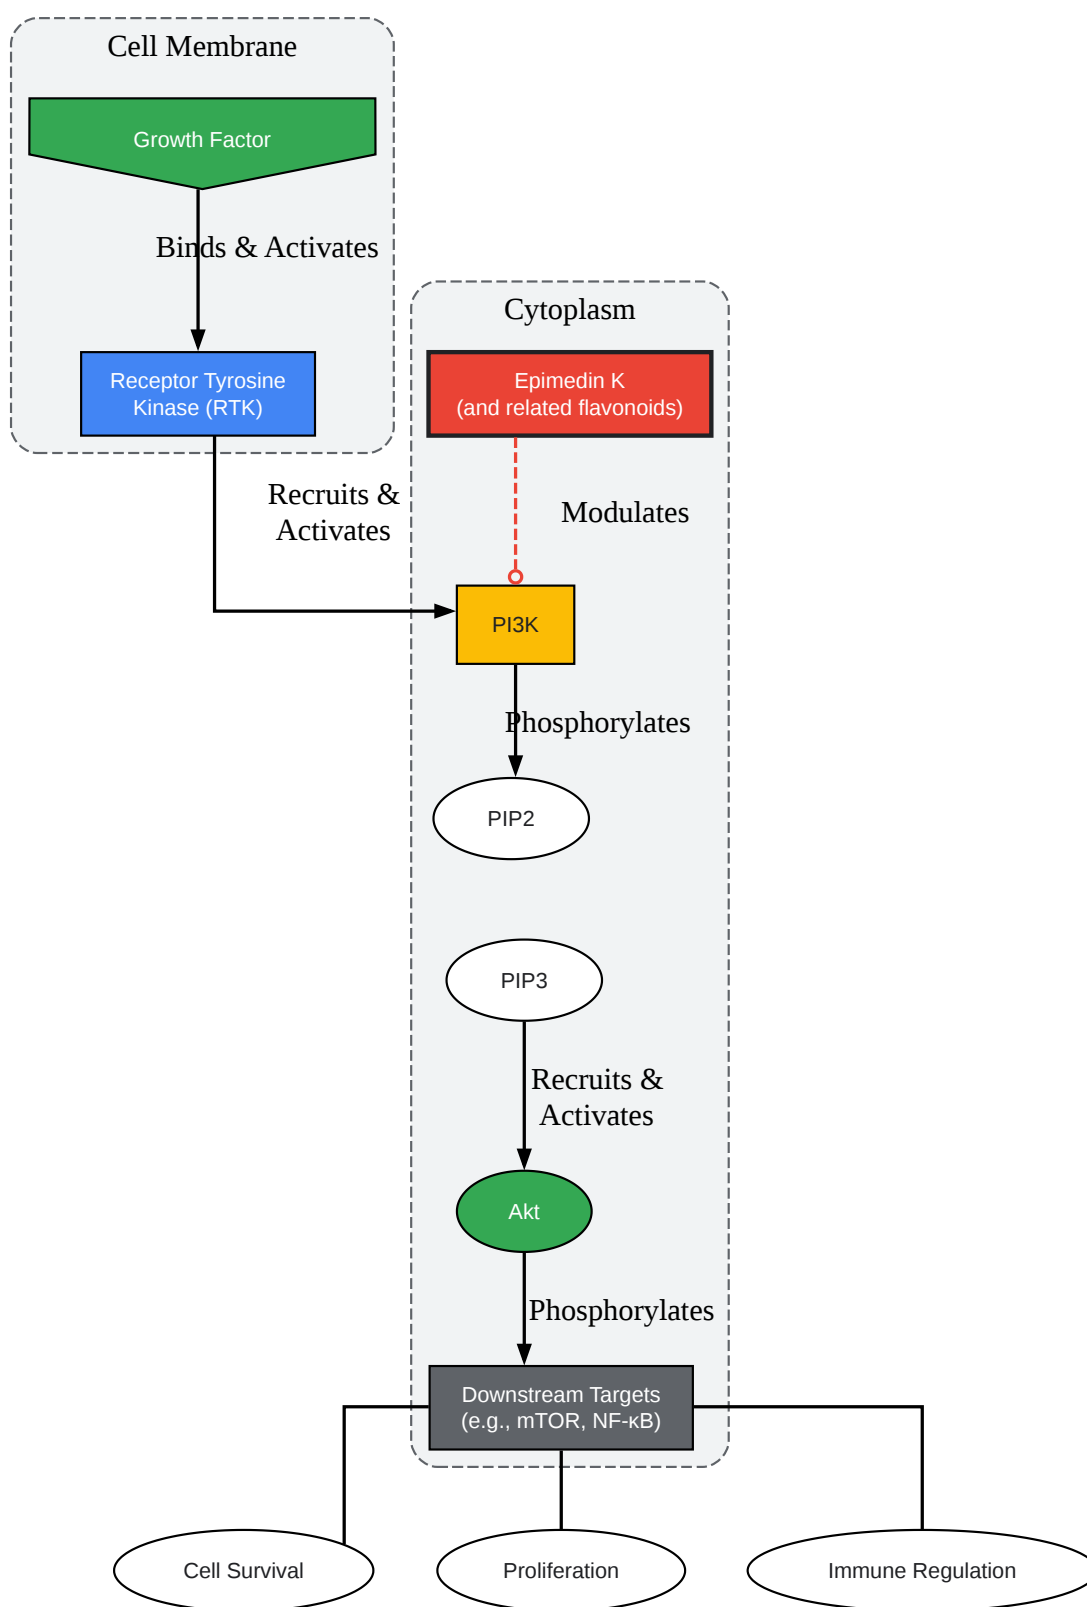 Cell Membrane
Growth Factor
Binds & Activates
Receptor Tyrosine
Kinase (RTK)
Cytoplasm
Epimedin K
(and related flavonoids)
Recruits &
Activates
Modulates
PI3K
Phosphorylates
PIP2
PIP3
Recruits &
Activates
Akt
Phosphorylates
Downstream Targets
(e.g., mTOR, NF-κB)
Cell Survival
Proliferation
Immune Regulation